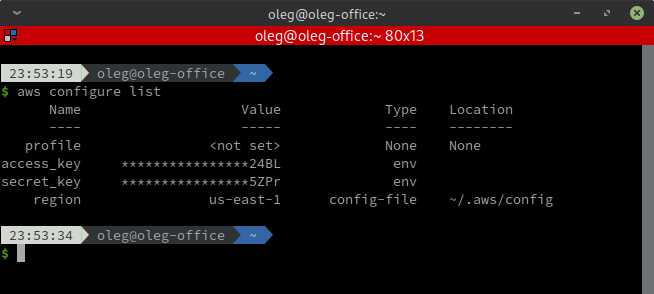 oleg@oleg-office:~
oleg@oleg-office:~ 80x13
23:53:19 oleg@oleg-office ~
$ aws configure list
      Name                    Value             Type    Location
      ----                    -----             ----    --------
   profile                <not set>             None    None
access_key     ****************24BL              env
secret_key     ****************5ZPr              env
    region                us-east-1      config-file    ~/.aws/config
23:53:34 oleg@oleg-office ~
$